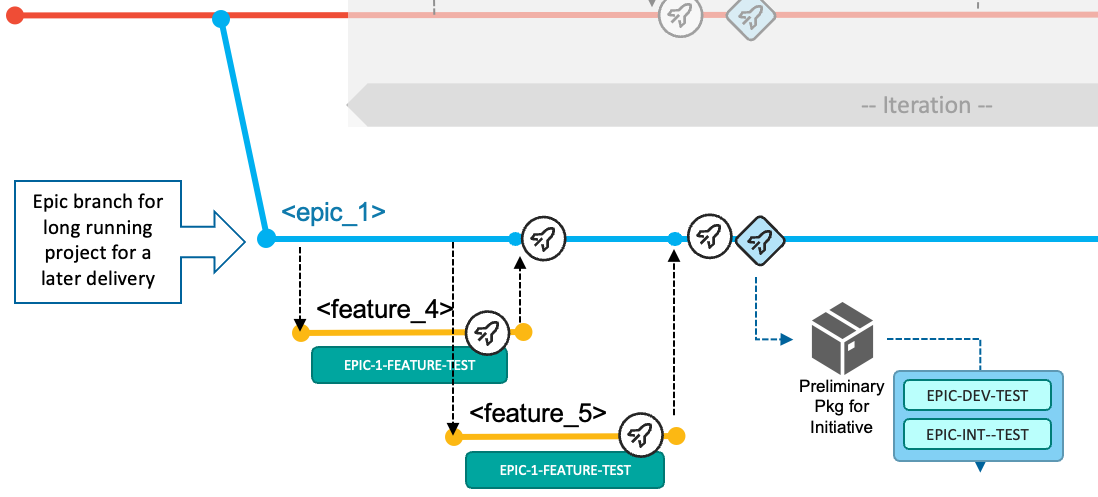 -- Iteration --
Epic branch for
long running
project for a
later delivery
<epic_1>
<feature_4>
EPIC-1-FEATURE-TEST
<feature_5>
EPIC-1-FEATURE-TEST
Preliminary
Pkg for
Initiative
EPIC-DEV-TEST
EPIC-INT--TEST